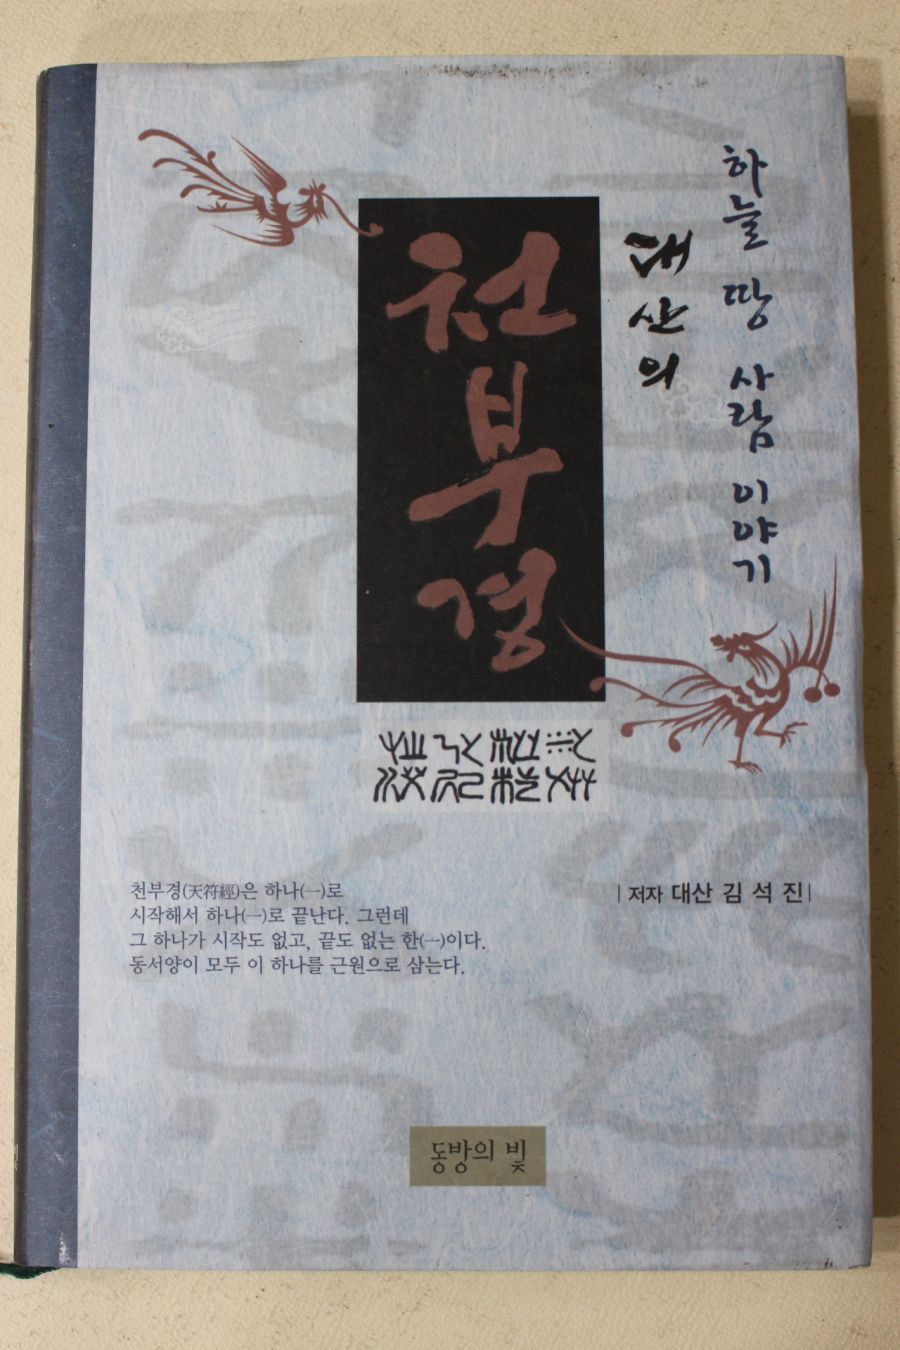 하늘 땅 사람 이야기
대산의
천부경
천부경(天符經)은 하나(一)로
시작해서 하나(一)로 끝난다. 그런데
그 하나가 시작도 없고, 끝도 없는 한(一)이다.
동서양이 모두 이 하나를 근원으로 삼는다.
| 저자 대산 김 석 진 |
동방의 빛